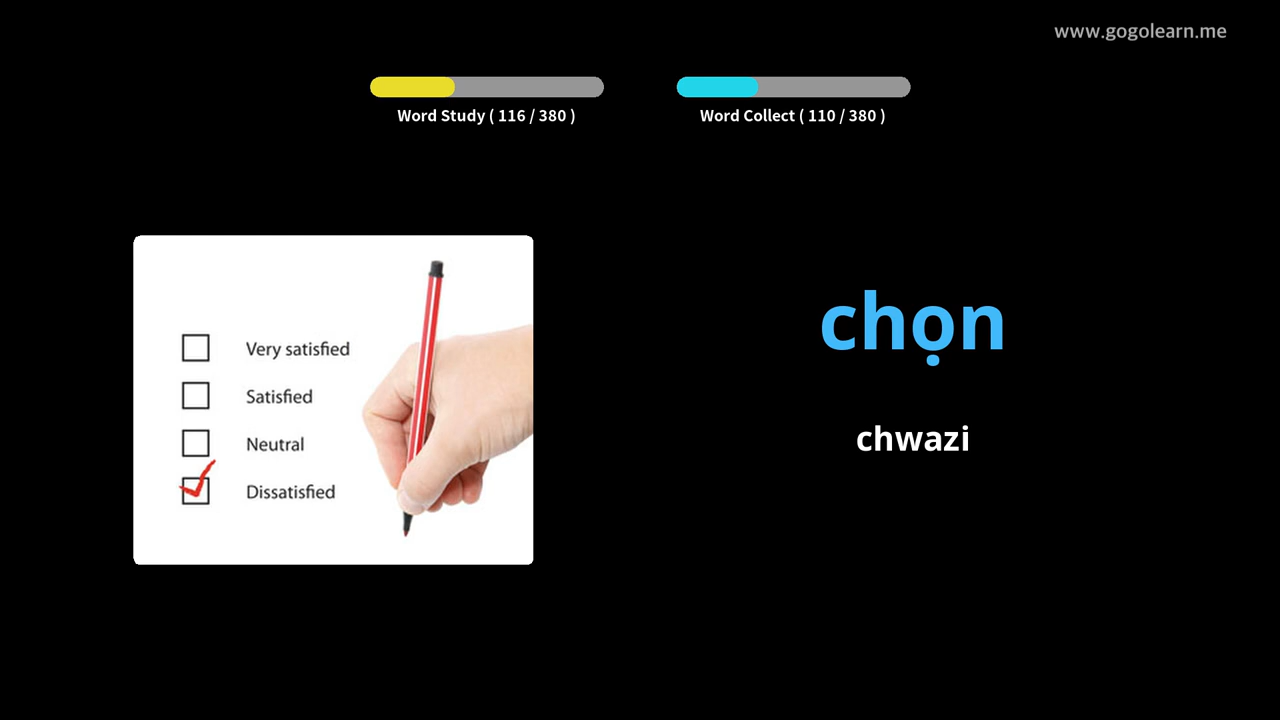 www.gogolearn.me
Word Study ( 116 / 380 )
Word Collect ( 110 / 380 )
Very satisfied
Satisfied
Neutral
Dissatisfied
chọn
chwazi